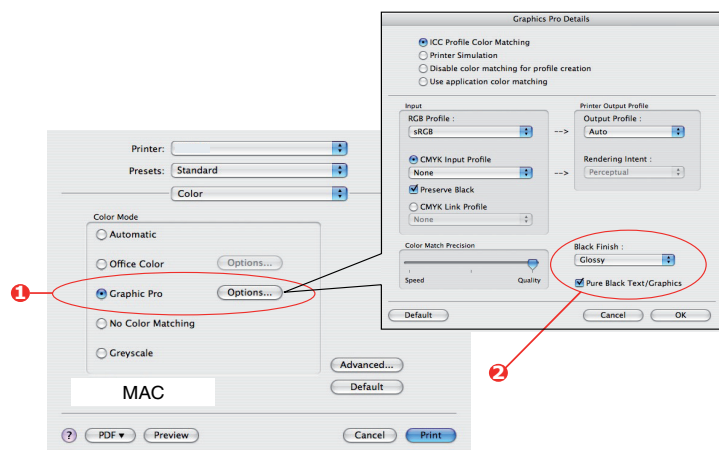 Graphics Pro Details
ICC Profile Color Matching
Printer Simulation
Disable color matching for profile creation
Use application color matching
Input
RGB Profile :
sRGB
-->
CMYK Input Profile
None
-->
Preserve Black
CMYK Link Profile
None
Printer Output Profile
Output Profile :
Auto
Rendering Intent :
Perceptual
Color Match Precision
Speed Quality
Black Finish :
Glossy
Pure Black Text/Graphics
Default Cancel OK
2
Printer:
Presets: Standard
Color
Color Mode
Automatic
Office Color Options...
1
Graphic Pro Options...
No Color Matching
Greyscale
Advanced...
MAC
Default
? PDF ▼ Preview Cancel Print